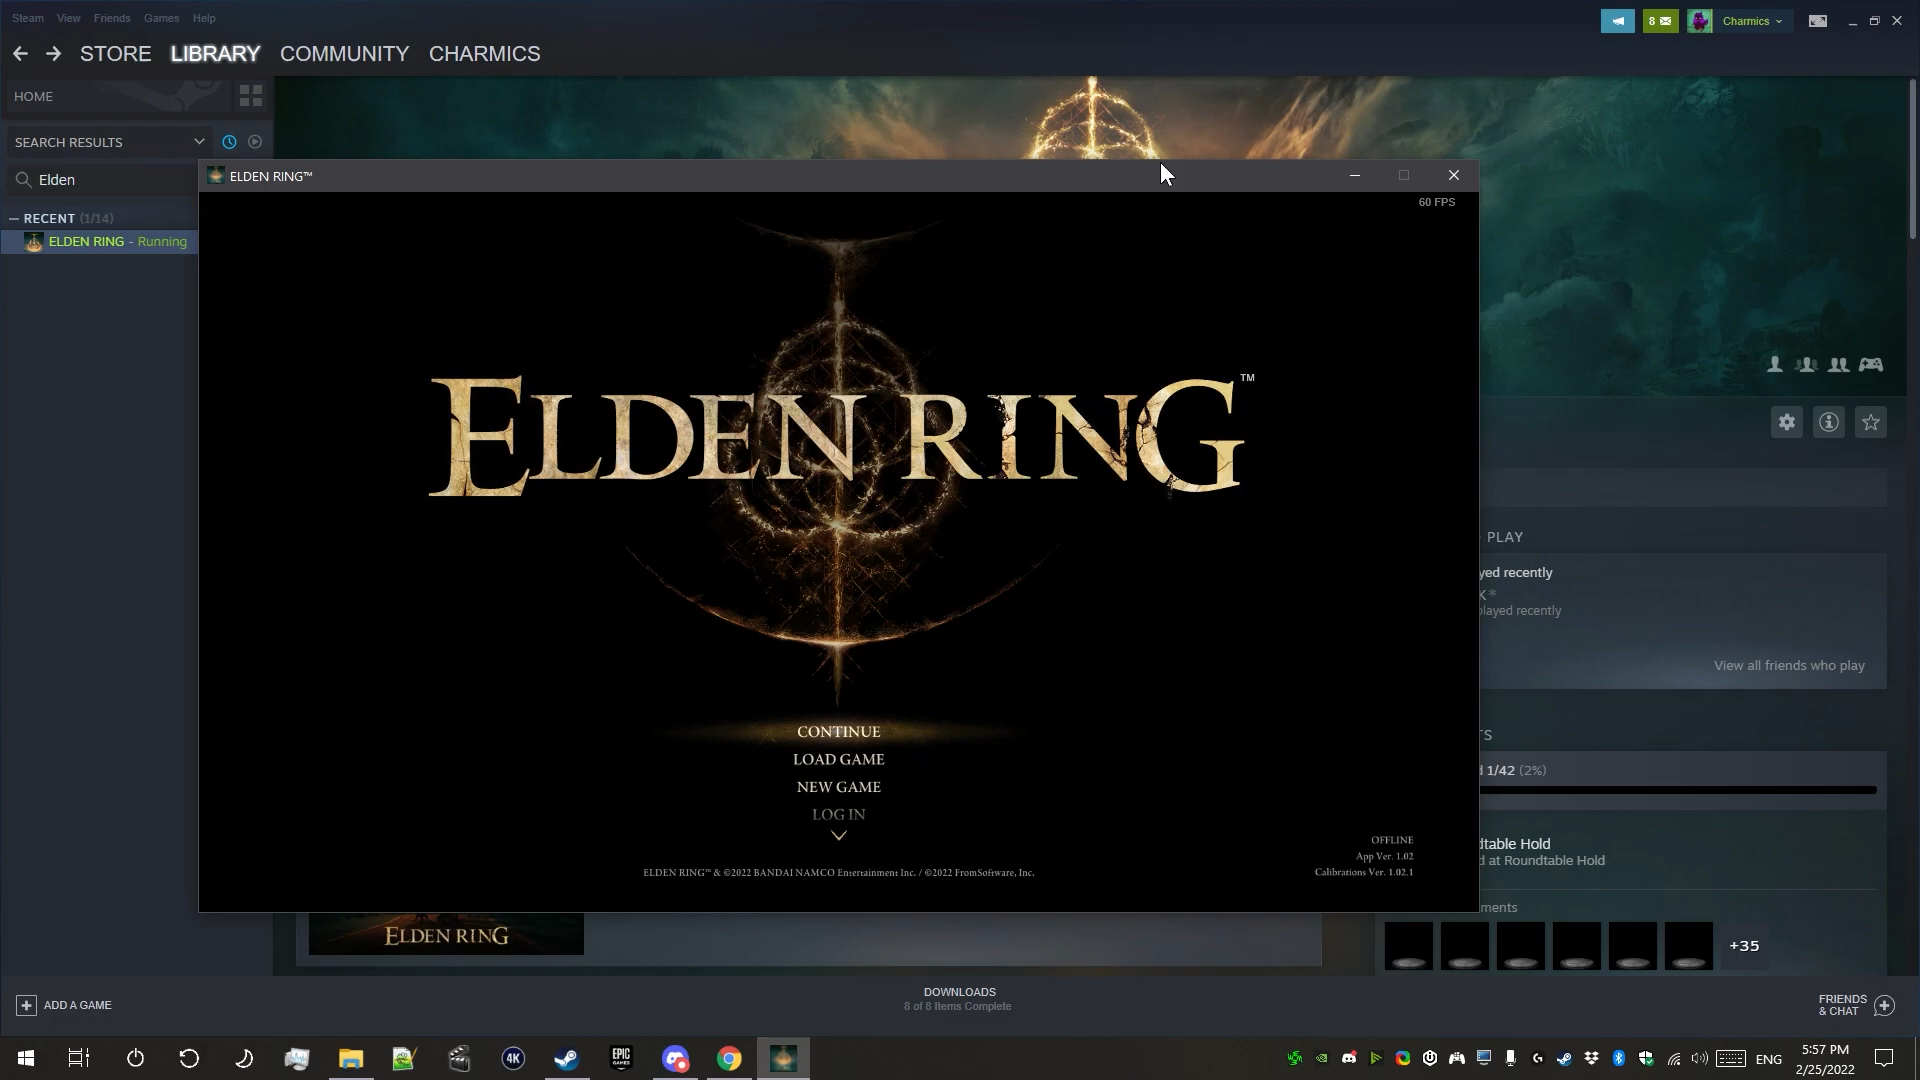 Steam View Friends Games Help
8
Charmics
STORE LIBRARY COMMUNITY CHARMICS
HOME
SEARCH RESULTS
Elden
RECENT (1/14)
ELDEN RING - Running
ELDEN RING™
60 FPS
ELDEN RING™
CONTINUE
LOAD GAME
NEW GAME
LOG IN
OFFLINE
App Ver. 1.02
Calibrations Ver. 1.02.1
ELDEN RING™ & ©2022 BANDAI NAMCO Entertainment Inc. / ©2022 FromSoftware, Inc.
PLAY
yed recently
K*
played recently
View all friends who play
TS
1/42 (2%)
dtable Hold
d at Roundtable Hold
ments
+35
ELDEN RING
ADD A GAME
DOWNLOADS
8 of 8 Items Complete
FRIENDS
& CHAT
4K
EPIC
GAMES
ENG
5:57 PM
2/25/2022